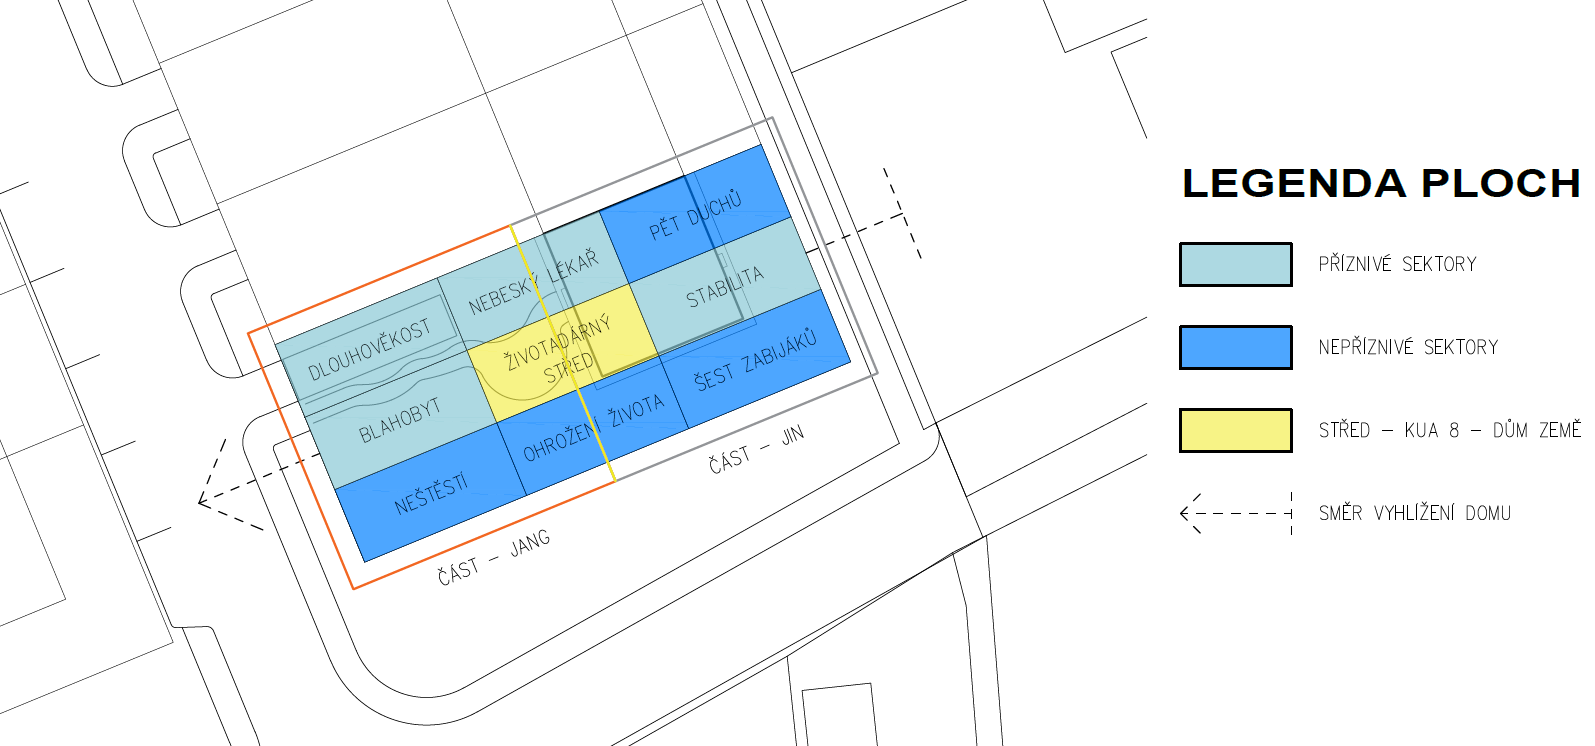 LEGENDA PLOCH
PŘÍZNIVÉ SEKTORY
NEPŘÍZNIVÉ SEKTORY
STŘED – KUA 8 – DŮM ZEMĚ
SMĚR VYHLÍŽENÍ DOMU
DLOUHOVĚKOST
NEBESKÝ LÉKAŘ
PĚT DUCHŮ
BLAHOBYT
ŽIVOTADÁRNÝ
STŘED
STABILITA
NEŠTĚSTÍ
OHROŽENÍ ŽIVOTA
ŠEST ZABIJÁKŮ
ČÁST – JANG
ČÁST – JIN